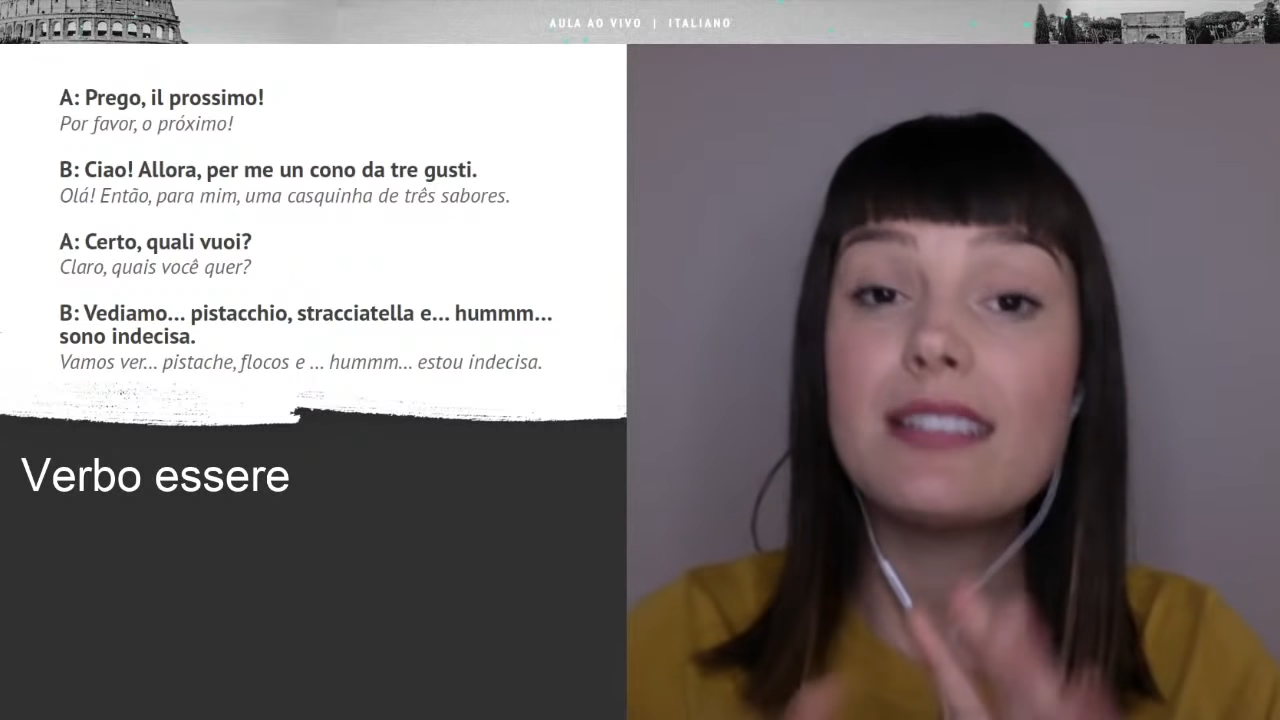 AULA AO VIVO | ITALIANO
A: Prego, il prossimo!
Por favor, o próximo!
B: Ciao! Allora, per me un cono da tre gusti.
Olá! Então, para mim, uma casquinha de três sabores.
A: Certo, quali vuoi?
Claro, quais você quer?
B: Vediamo... pistacchio, stracciatella e... hummm...
sono indecisa.
Vamos ver... pistache, flocos e ... hummm... estou indecisa.
Verbo essere